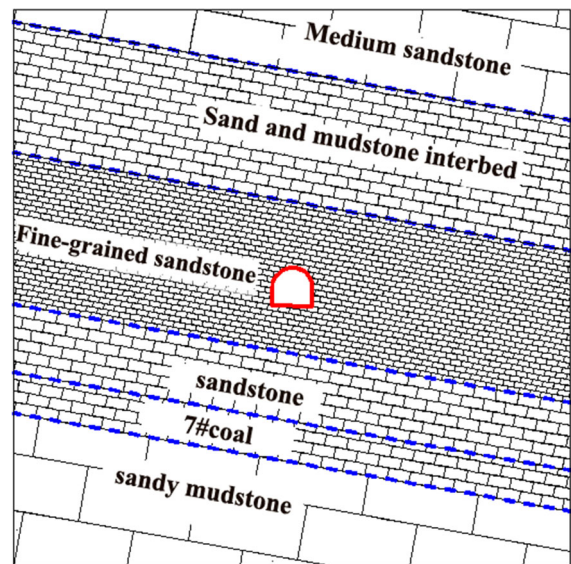 Medium sandstone
Sand and mudstone interbed
Fine-grained sandstone
sandstone
7#coal
sandy mudstone